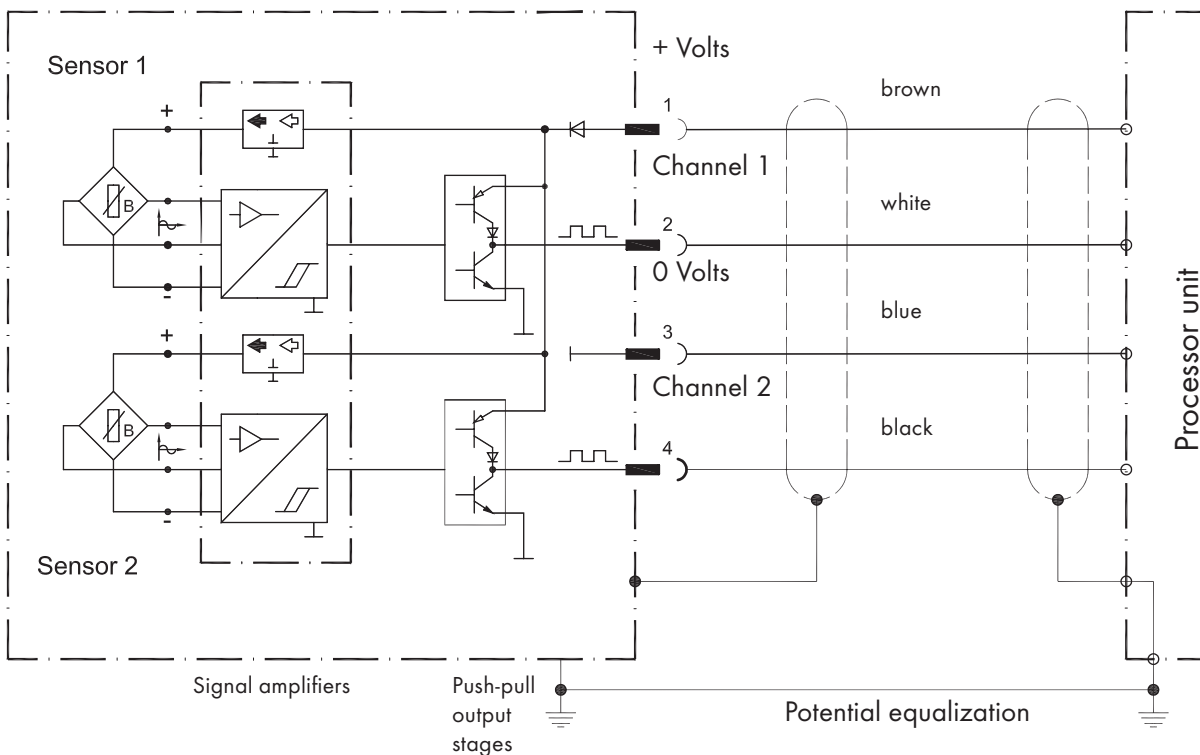 + Volts
Sensor 1
brown
+
1
Channel 1
B
white
2
-
0 Volts
blue
+
3
Channel 2
B
black
4
-
Sensor 2
Processor unit
Signal amplifiers
Push-pull
output
stages
Potential equalization